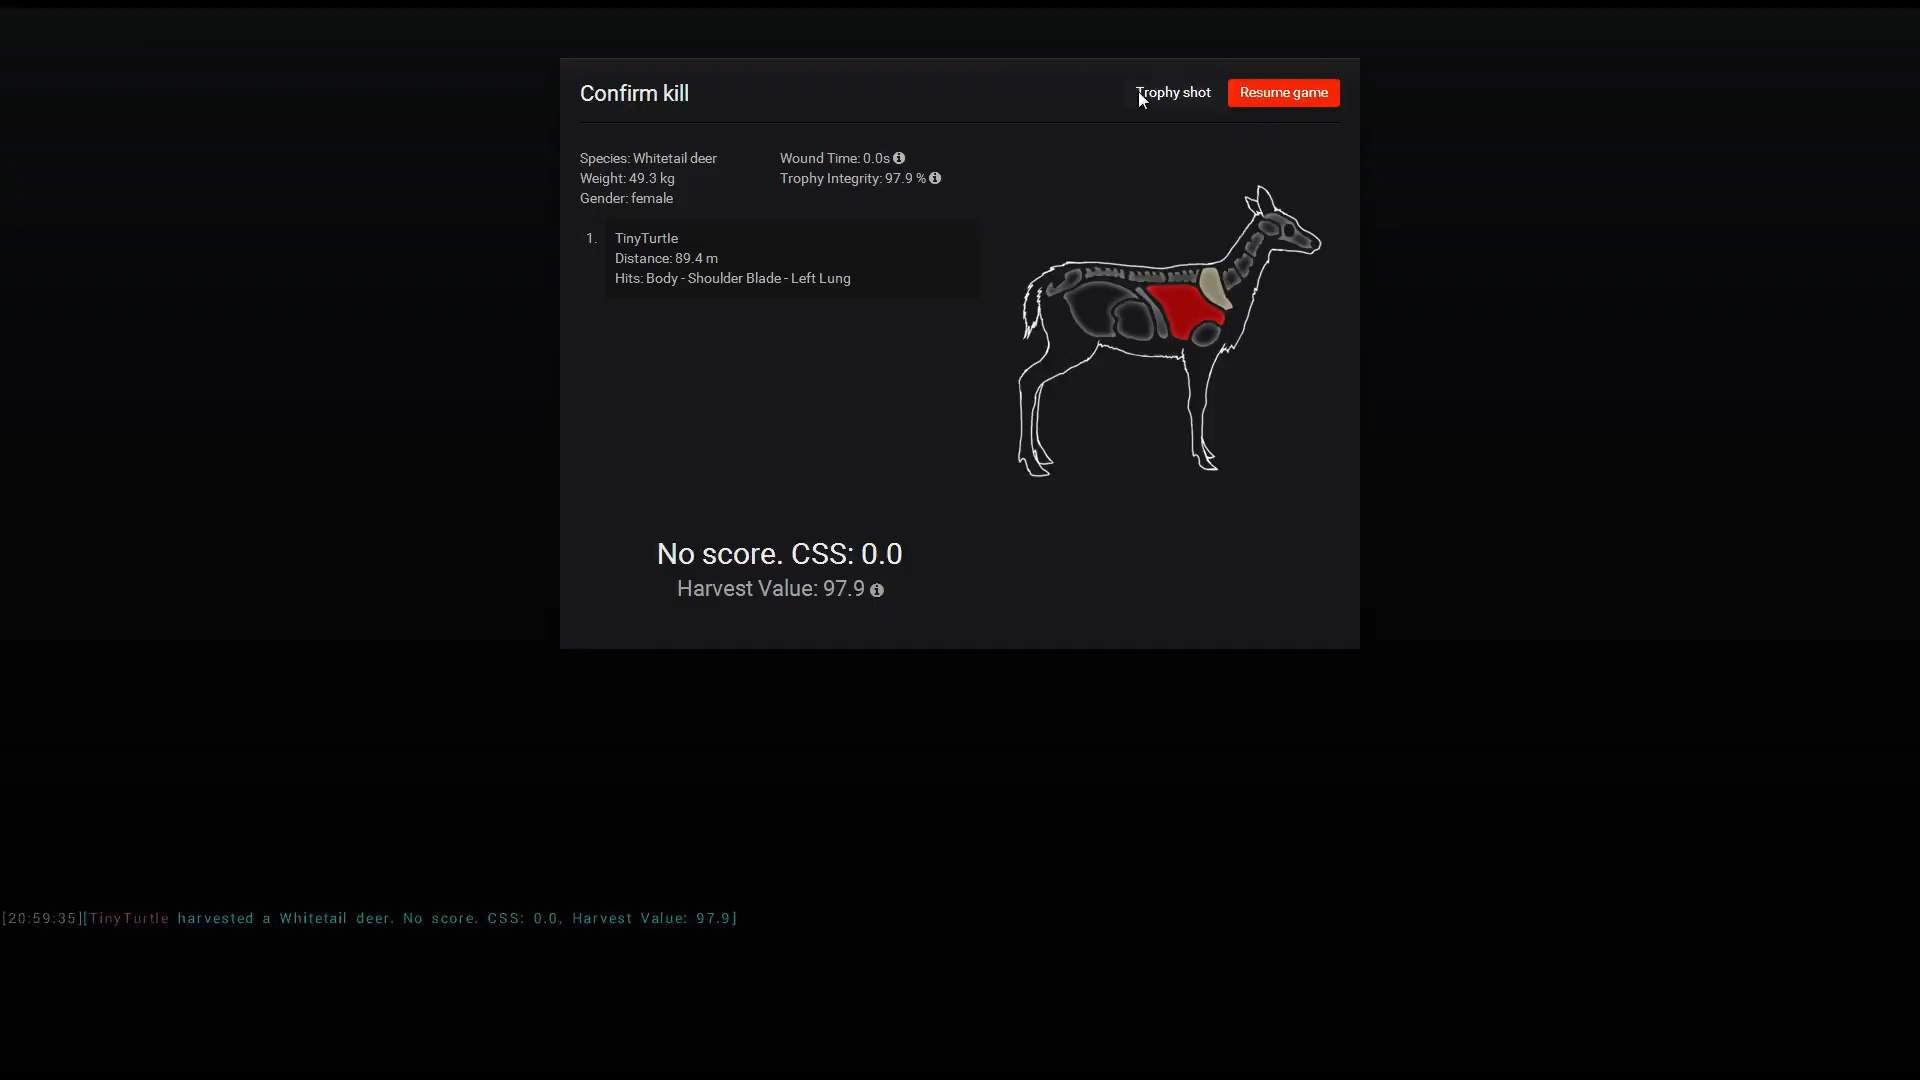 Confirm kill
Trophy shot
Resume game
Species: Whitetail deer
Weight: 49.3 kg
Gender: female
Wound Time: 0.0s
Trophy Integrity: 97.9 %
1.
TinyTurtle
Distance: 89.4 m
Hits: Body - Shoulder Blade - Left Lung
No score. CSS: 0.0
Harvest Value: 97.9
[20:59:35][TinyTurtle harvested a Whitetail deer. No score. CSS: 0.0, Harvest Value: 97.9]